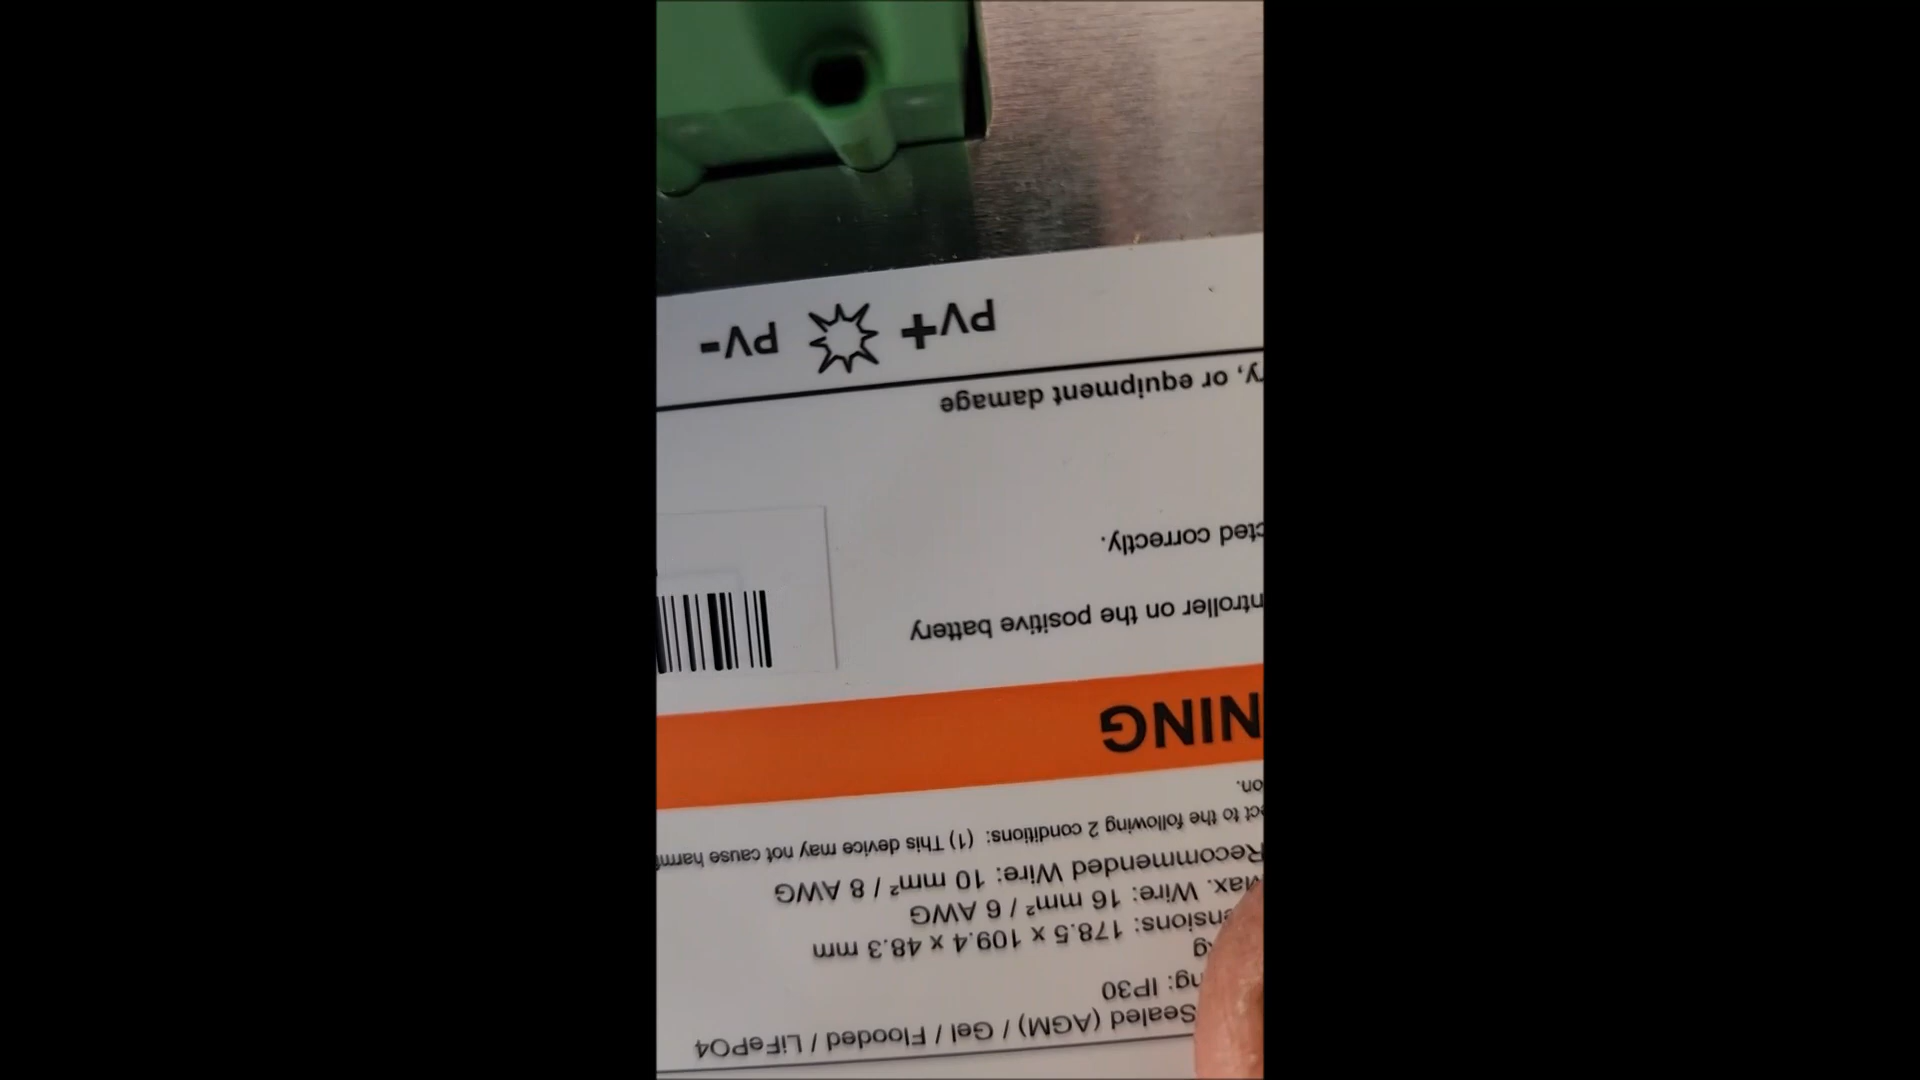 Sealed (AGM) / Gel / Flooded / LiFePO4
ng: IP30
g
ensions: 178.5 x 109.4 x 48.3 mm
Max. Wire: 16 mm² / 6 AWG
Recommended Wire: 10 mm² / 8 AWG
ect to the following 2 conditions: (1) This device may not cause harmf
on.
NING
ntroller on the positive battery
cted correctly.
y, or equipment damage
PV+ PV-